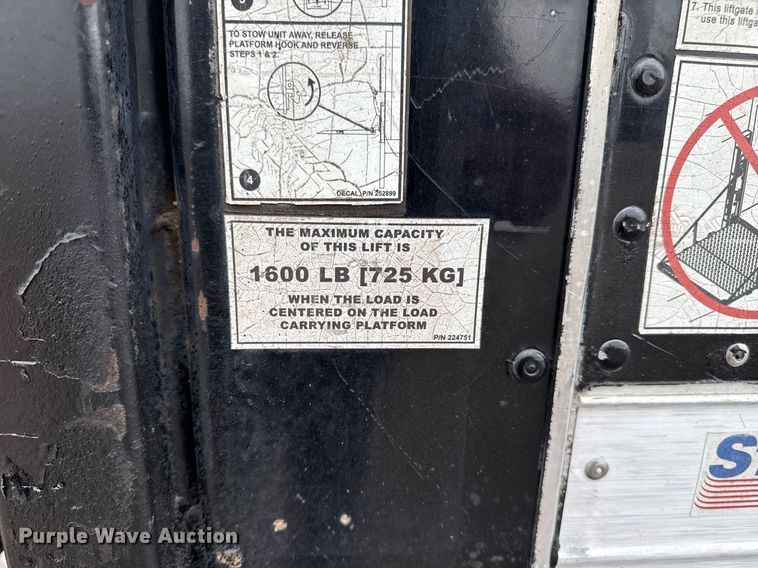 TO STOW UNIT AWAY, RELEASE
PLATFORM HOOK AND REVERSE
STEPS 1 & 2.
4
DECAL P/N 252899
THE MAXIMUM CAPACITY
OF THIS LIFT IS
1600 LB [725 KG]
WHEN THE LOAD IS
CENTERED ON THE LOAD
CARRYING PLATFORM
P/N 224751
7. This liftgate
use this liftga
Purple Wave Auction